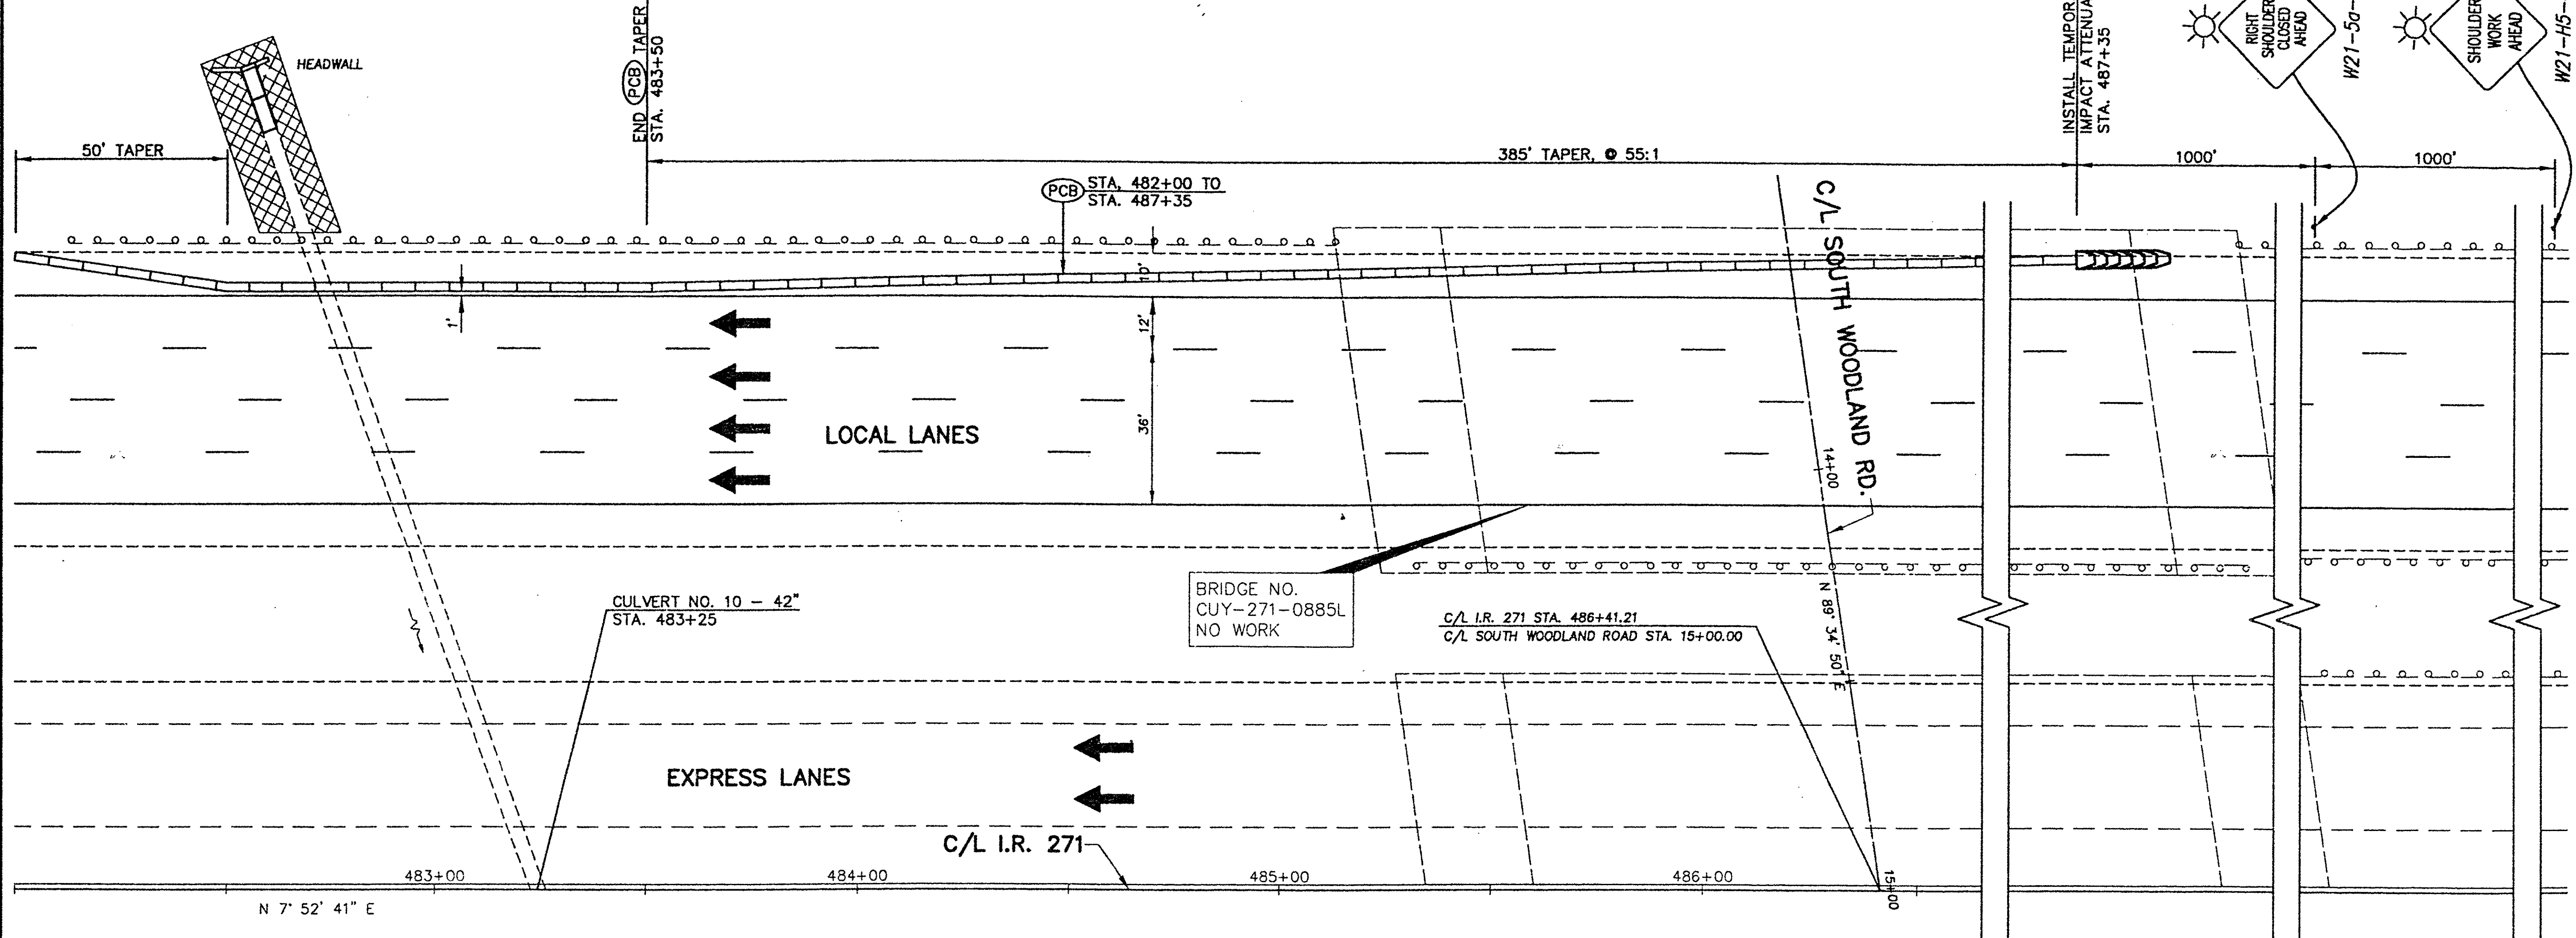 HEADWALL
END (PCB) TAPER
STA. 483+50
INSTALL TEMPOR
IMPACT ATTENUA
STA. 487+35
RIGHT
SHOULDER
CLOSED
AHEAD
W21-5a-
SHOULDER
WORK
AHEAD
W21-H5-
50' TAPER
385' TAPER, @ 55:1
1000'
1000'
PCB
STA, 482+00 TO
STA. 487+35
C/L SOUTH WOODLAND RD.
10'
1'
12'
36'
LOCAL LANES
14+00
BRIDGE NO.
CUY-271-0885L
NO WORK
CULVERT NO. 10 - 42"
STA. 483+25
C/L I.R. 271 STA. 486+41.21
C/L SOUTH WOODLAND ROAD STA. 15+00.00
N 89° 34' 50" E
EXPRESS LANES
C/L I.R. 271
483+00
484+00
485+00
486+00
15+00
N 7° 52' 41" E